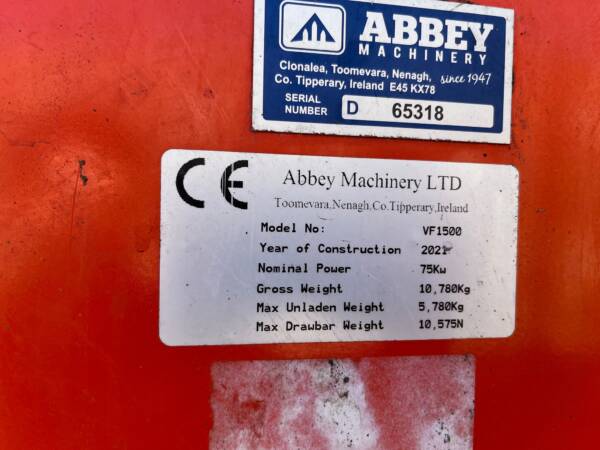 ABBEY
MACHINERY
Clonalea, Toomevara, Nenagh, since 1947
Co. Tipperary, Ireland E45 KX78
SERIAL NUMBER D 65318
CE
Abbey Machinery LTD
Toomevara,Nenagh,Co.Tipperary,Ireland
Model No: VF1500
Year of Construction 2021
Nominal Power 75Kw
Gross Weight 10,780Kg
Max Unladen Weight 5,780Kg
Max Drawbar Weight 10,575N